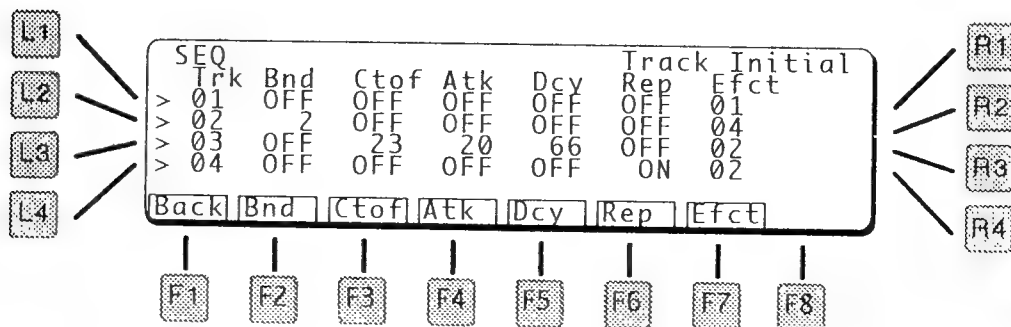 SEQ Track Initial
Trk Bnd Ctof Atk Dcy Rep Efct
> 01 OFF OFF OFF OFF OFF 01
> 02 2 OFF OFF OFF OFF 04
> 03 OFF 23 20 66 OFF 02
> 04 OFF OFF OFF OFF ON 02
Back Bnd Ctof Atk Dcy Rep Efct
L1
L2
L3
L4
R1
R2
R3
R4
F1 F2 F3 F4 F5 F6 F7 F8